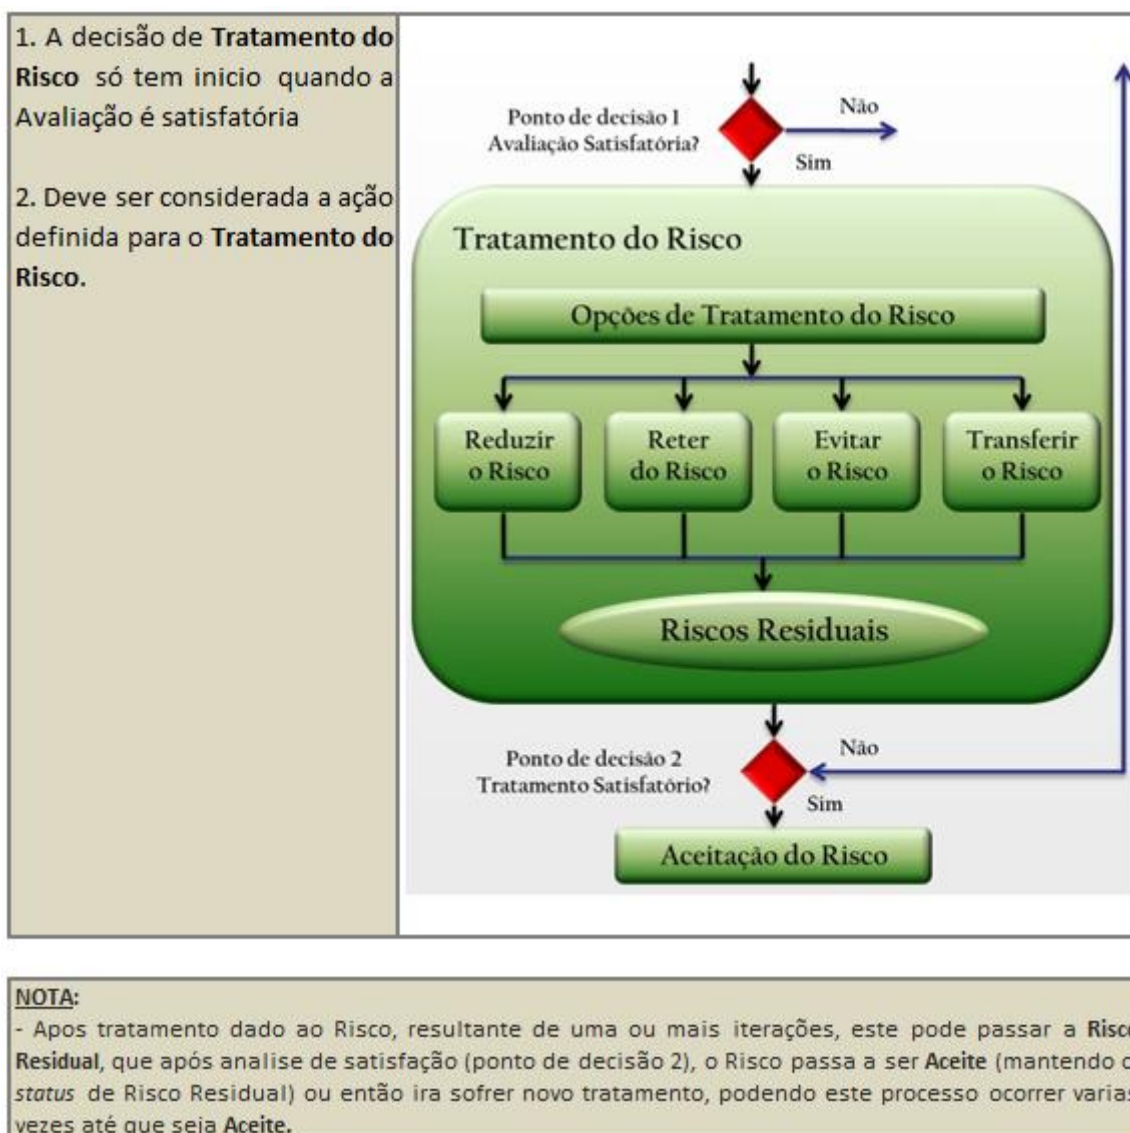 1. A decisão de Tratamento do
Risco só tem inicio quando a
Avaliação é satisfatória
2. Deve ser considerada a ação
definida para o Tratamento do
Risco.
Ponto de decisão 1
Avaliação Satisfatória?
Não
Sim
Tratamento do Risco
Opções de Tratamento do Risco
Reduzir
o Risco
Reter
do Risco
Evitar
o Risco
Transferir
o Risco
Riscos Residuais
Ponto de decisão 2
Tratamento Satisfatório?
Não
Sim
Aceitação do Risco
NOTA:
- Apos tratamento dado ao Risco, resultante de uma ou mais iterações, este pode passar a Risco
Residual, que após analise de satisfação (ponto de decisão 2), o Risco passa a ser Aceite (mantendo o
status de Risco Residual) ou então ira sofrer novo tratamento, podendo este processo ocorrer varias
vezes até que seja Aceite.